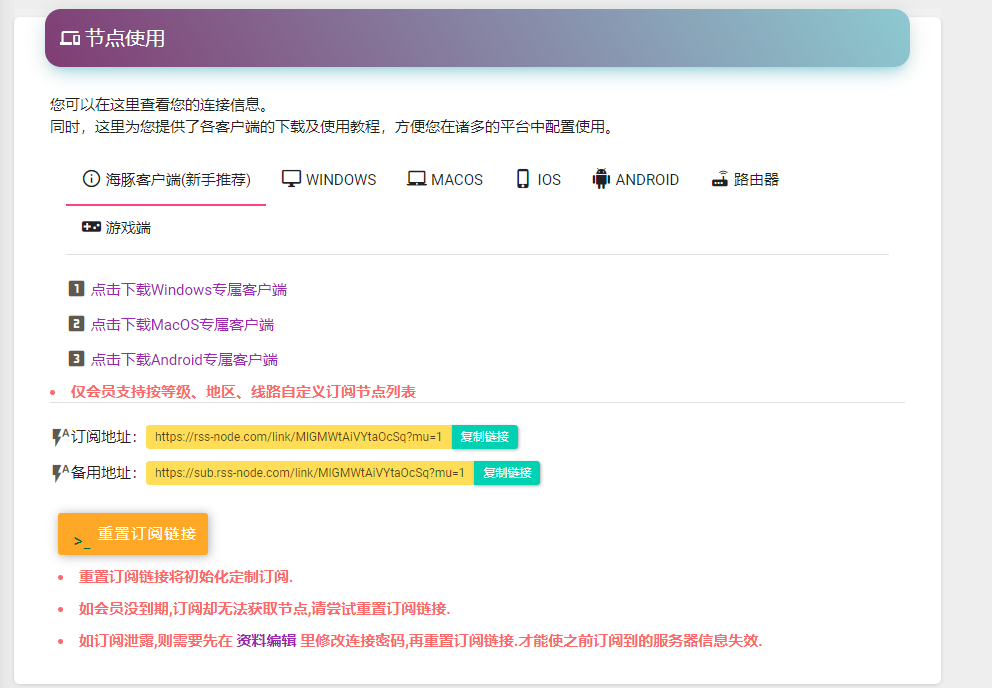 节点使用
您可以在这里查看您的连接信息。
同时，这里为您提供了各客户端的下载及使用教程，方便您在诸多的平台中配置使用。
海豚客户端(新手推荐) WINDOWS MACOS IOS ANDROID 路由器
游戏端
1 点击下载Windows专属客户端
2 点击下载MacOS专属客户端
3 点击下载Android专属客户端
仅会员支持按等级、地区、线路自定义订阅节点列表
订阅地址： https://rss-node.com/link/MIGMWtAiVYtaOcSq?mu=1 复制链接
备用地址： https://sub.rss-node.com/link/MIGMWtAiVYtaOcSq?mu=1 复制链接
>_ 重置订阅链接
重置订阅链接将初始化定制订阅.
如会员没到期,订阅却无法获取节点,请尝试重置订阅链接.
如订阅泄露,则需要先在 资料编辑 里修改连接密码,再重置订阅链接.才能使之前订阅到的服务器信息失效.